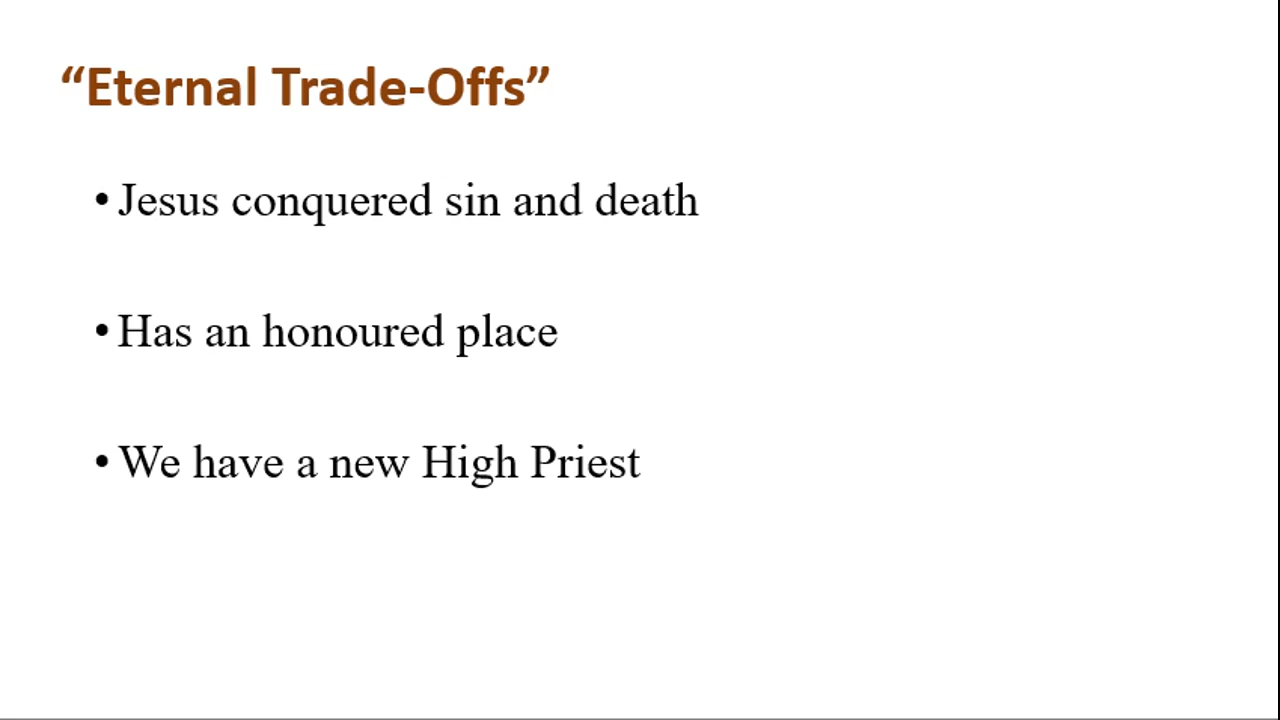 “Eternal Trade-Offs”
• Jesus conquered sin and death
• Has an honoured place
• We have a new High Priest